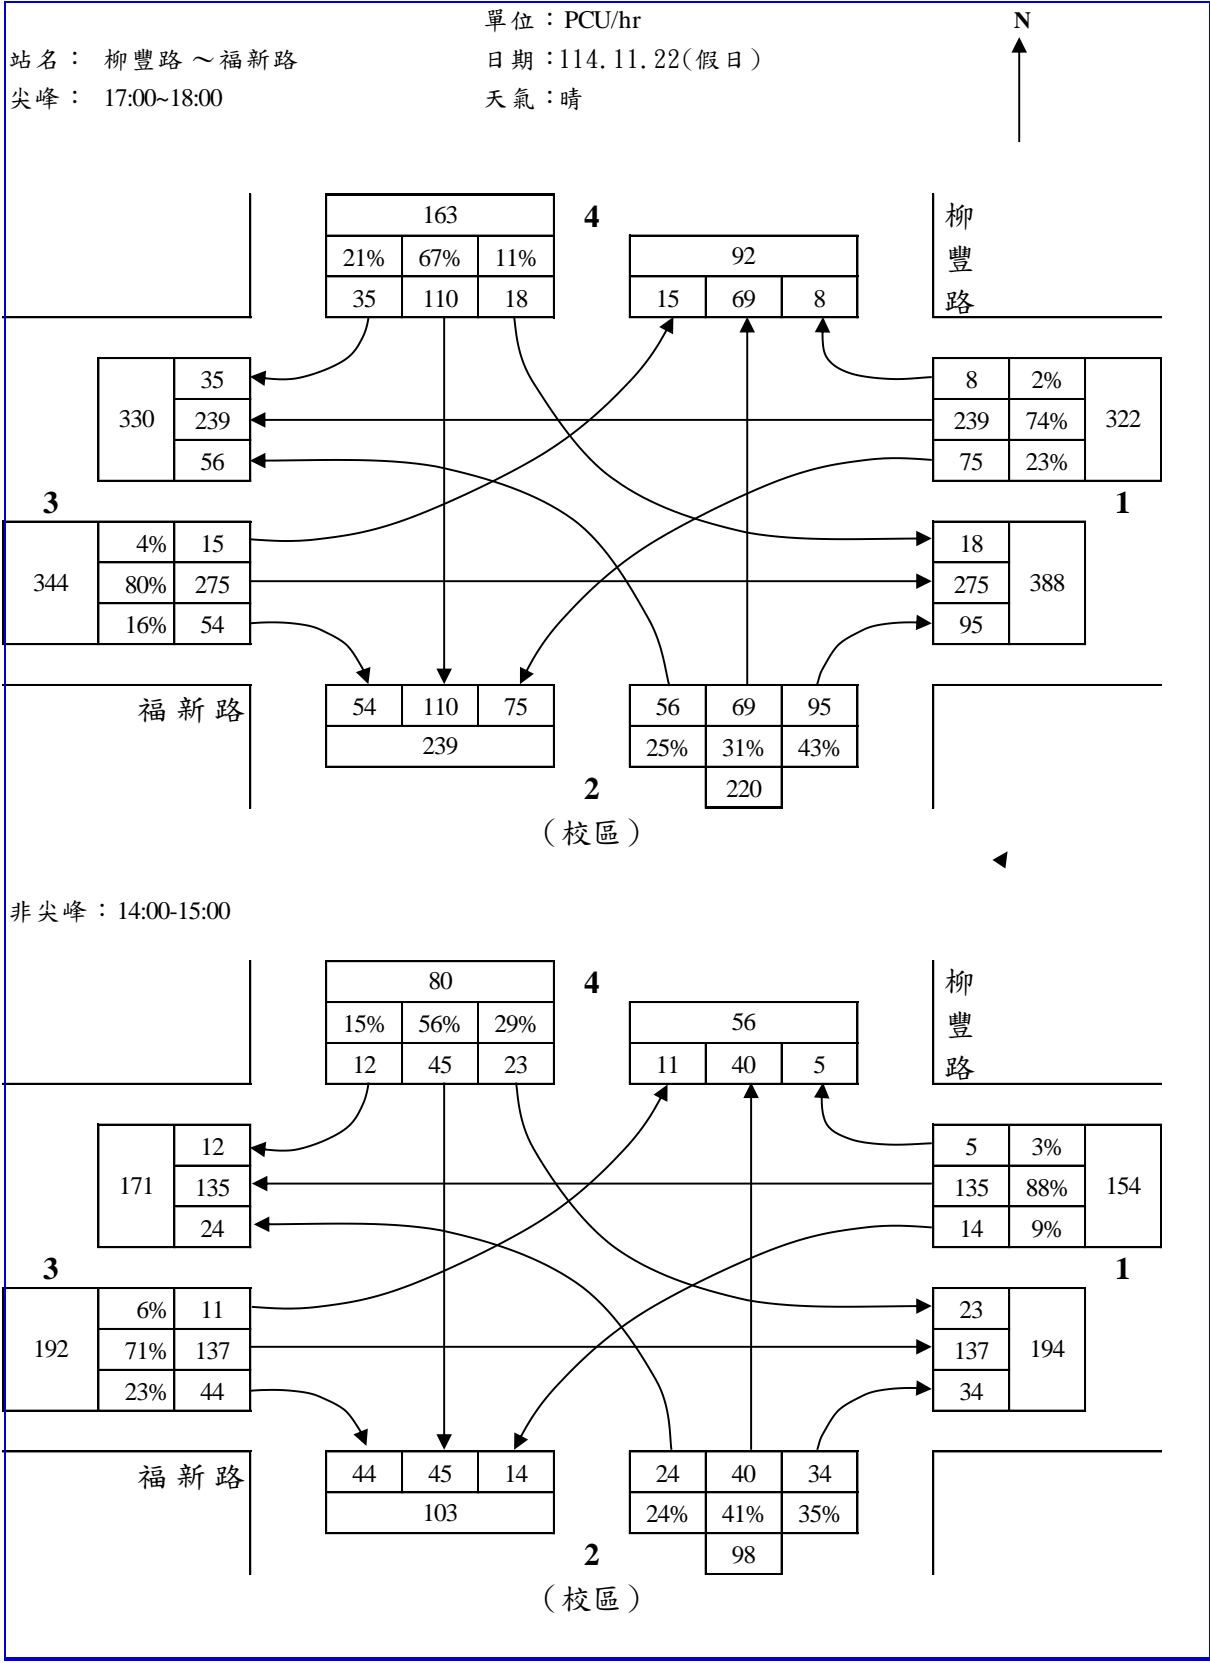 單位：PCU/hr
N
站名： 柳豐路～福新路 日期：114.11.22(假日)
尖峰： 17:00~18:00 天氣：晴
163 4
92
21% 67% 11%
35 110 18
15 69 8
柳豐路
35
330 239
56
8 2%
239 74% 322
75 23%
3
1
4% 15
344 80% 275
16% 54
18
275 388
95
福新路
54 110 75
239
56 69 95
25% 31% 43%
220
2
（校區）
非尖峰：14:00-15:00
80 4
56
15% 56% 29%
12 45 23
11 40 5
柳豐路
12
171 135
24
5 3%
135 88% 154
14 9%
3
1
6% 11
192 71% 137
23% 44
23
137 194
34
福新路
44 45 14
103
24 40 34
24% 41% 35%
98
2
（校區）